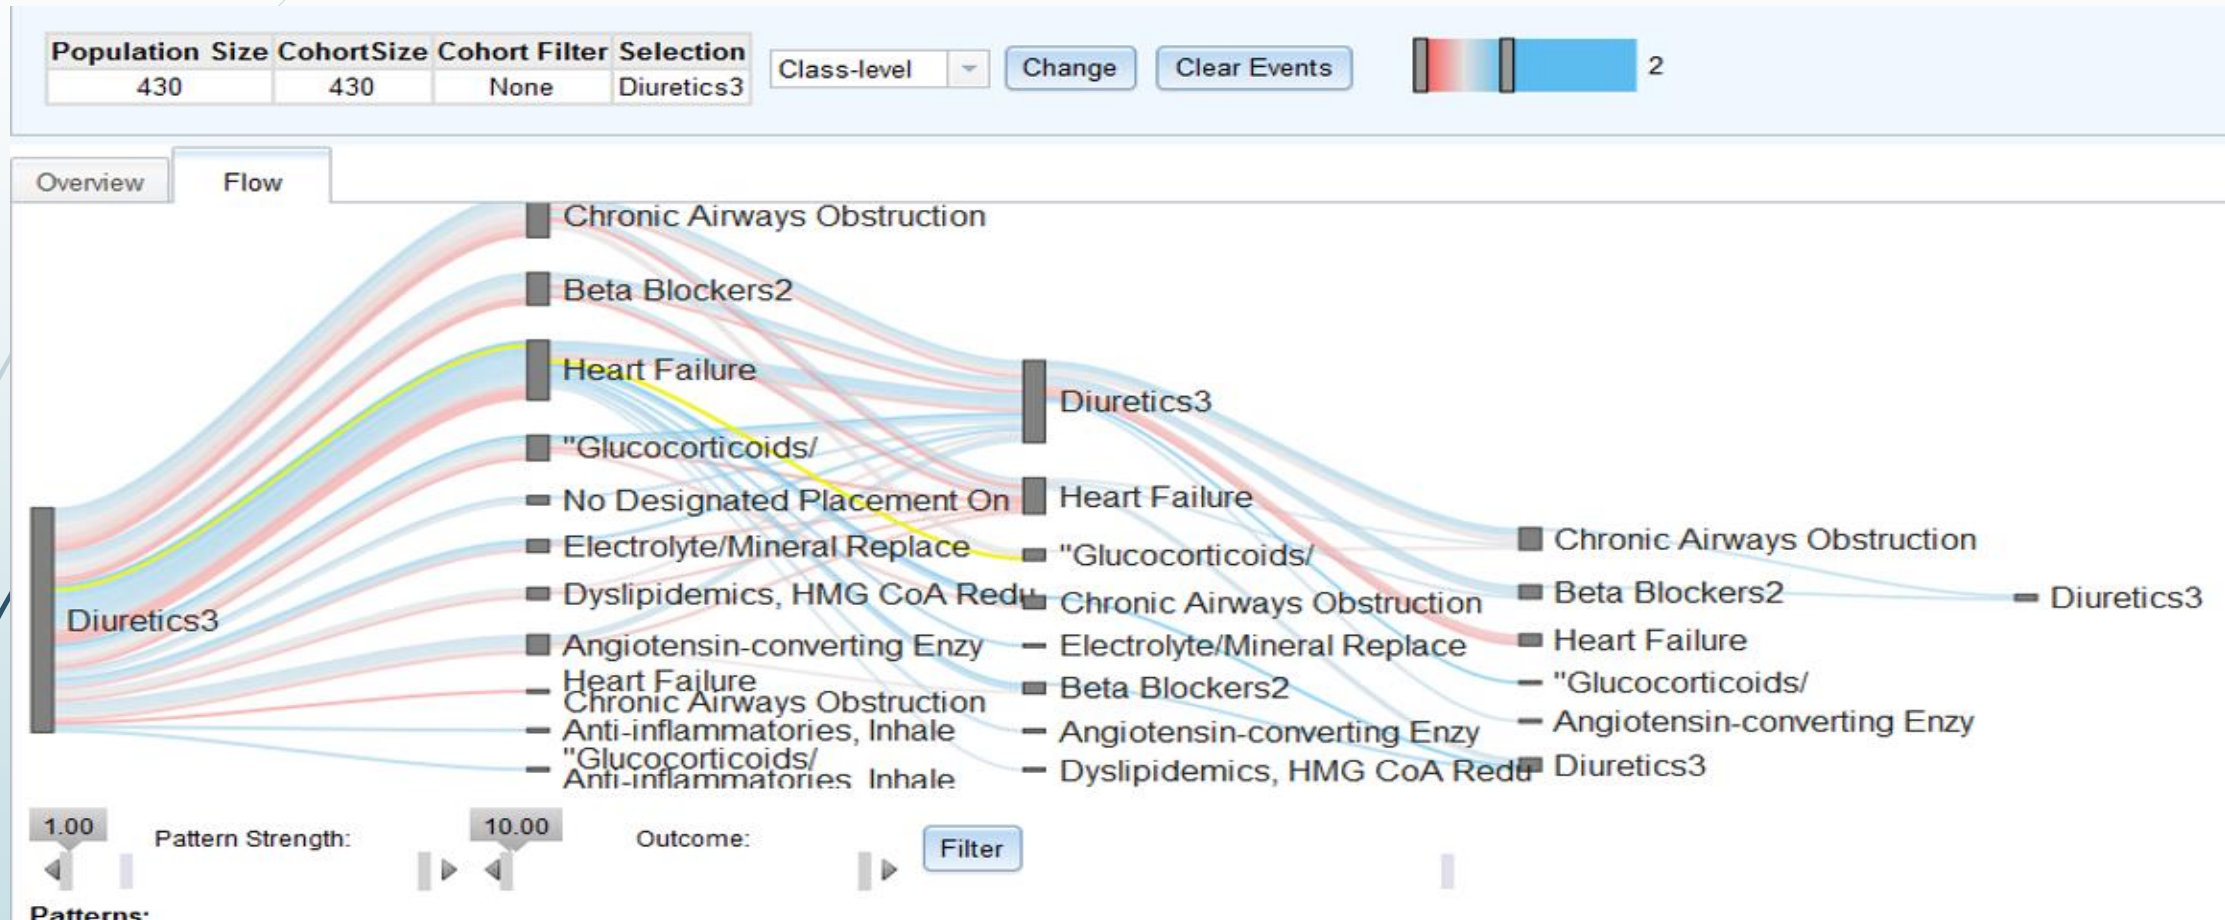 Population Size CohortSize Cohort Filter Selection
430 430 None Diuretics3
Class-level
Change
Clear Events
2
Overview
Flow
Chronic Airways Obstruction
Beta Blockers2
Heart Failure
"Glucocorticoids/
No Designated Placement On
Electrolyte/Mineral Replace
Dyslipidemics, HMG CoA Redu
Diuretics3
Angiotensin-converting Enzy
Heart Failure
Chronic Airways Obstruction
Anti-inflammatories, Inhale
"Glucocorticoids/
Anti-inflammatories, Inhale
Diuretics3
Heart Failure
"Glucocorticoids/
Chronic Airways Obstruction
Electrolyte/Mineral Replace
Beta Blockers2
Angiotensin-converting Enzy
Dyslipidemics, HMG CoA Redu
Chronic Airways Obstruction
Beta Blockers2
Heart Failure
"Glucocorticoids/
Angiotensin-converting Enzy
Diuretics3
Diuretics3
1.00
Pattern Strength:
10.00
Outcome:
Filter
Patterns: